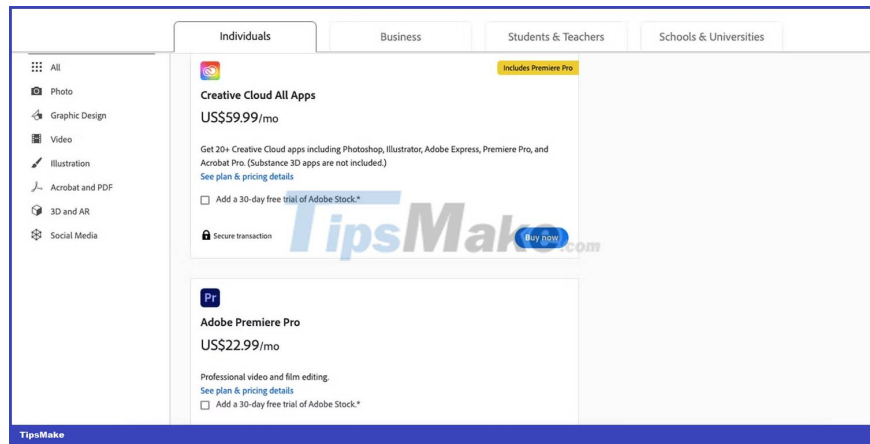 Individuals
Business
Students & Teachers
Schools & Universities
All
Photo
Graphic Design
Video
Illustration
Acrobat and PDF
3D and AR
Social Media
Includes Premiere Pro
Creative Cloud All Apps
US$59.99/mo
Get 20+ Creative Cloud apps including Photoshop, Illustrator, Adobe Express, Premiere Pro, and
Acrobat Pro. (Substance 3D apps are not included.)
See plan & pricing details
Add a 30-day free trial of Adobe Stock.*
Secure transaction
Buy now
TipsMake.com
Pr
Adobe Premiere Pro
US$22.99/mo
Professional video and film editing.
See plan & pricing details
Add a 30-day free trial of Adobe Stock.*
TipsMake